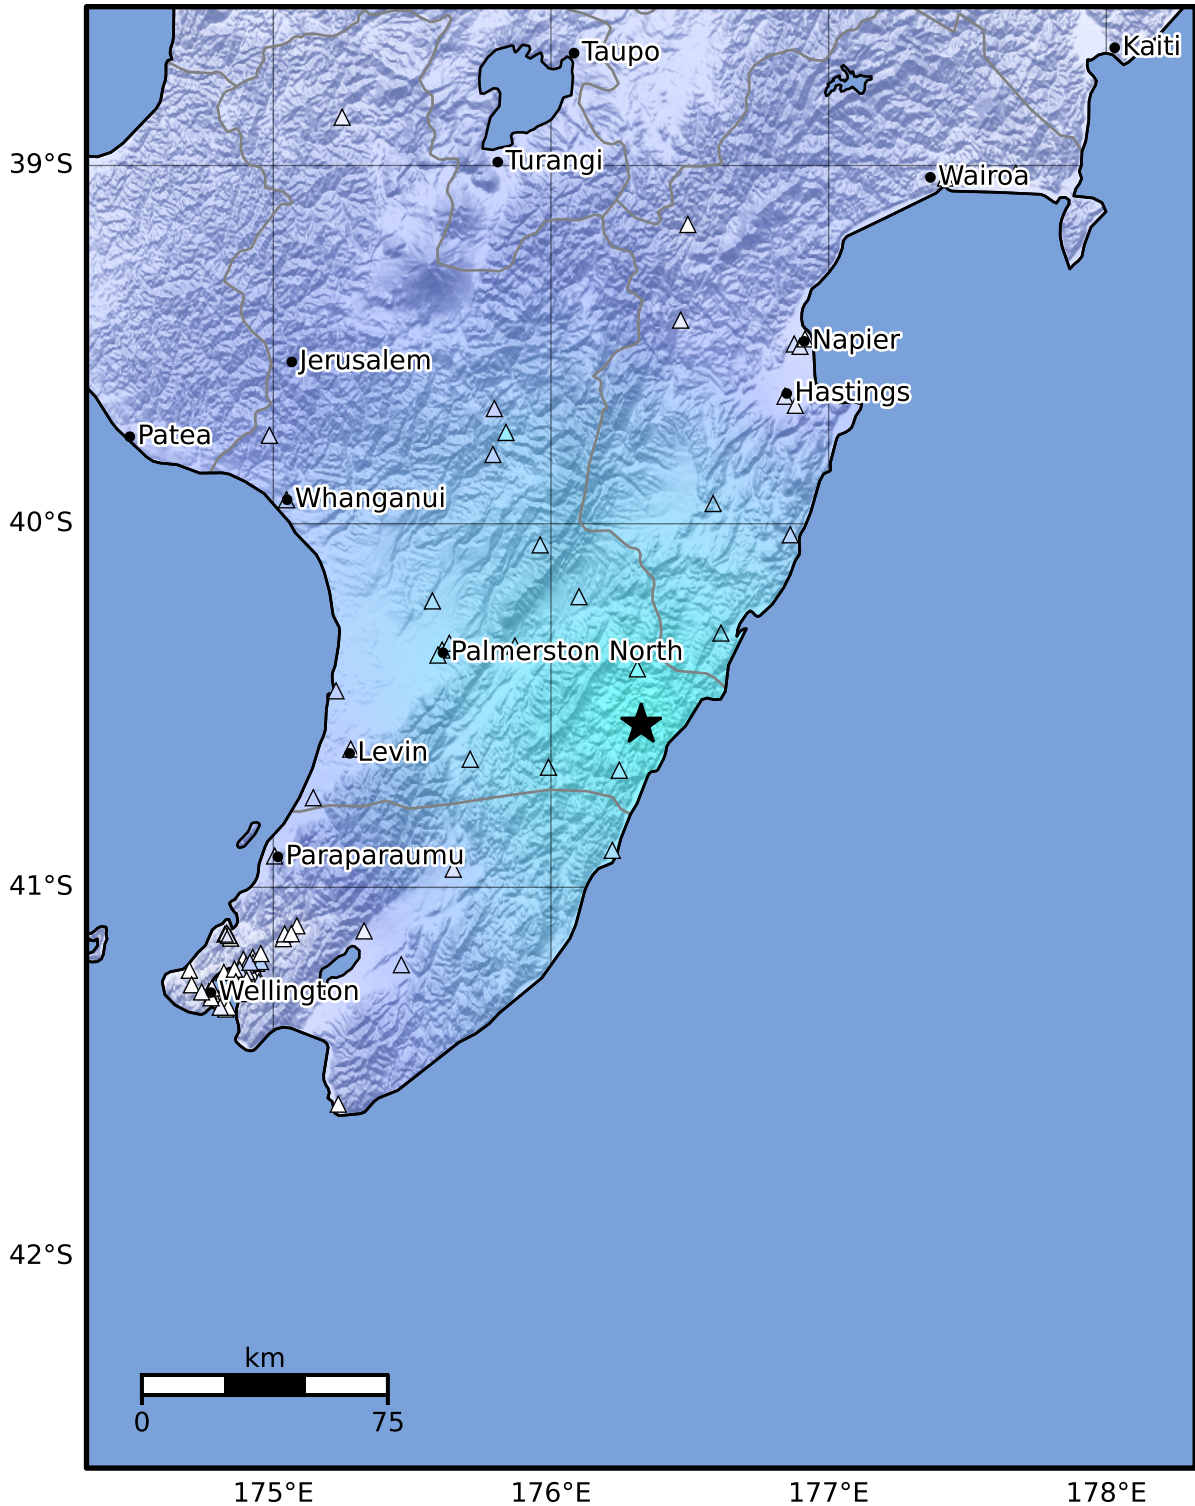 Kaiti
Taupo
39°S
Turangi
Wairoa
Napier
Jerusalem
Hastings
Patea
Whanganui
40°S
Palmerston North
Levin
Paraparaumu
41°S
Wellington
42°S
km
0
75
175°E
176°E
177°E
178°E